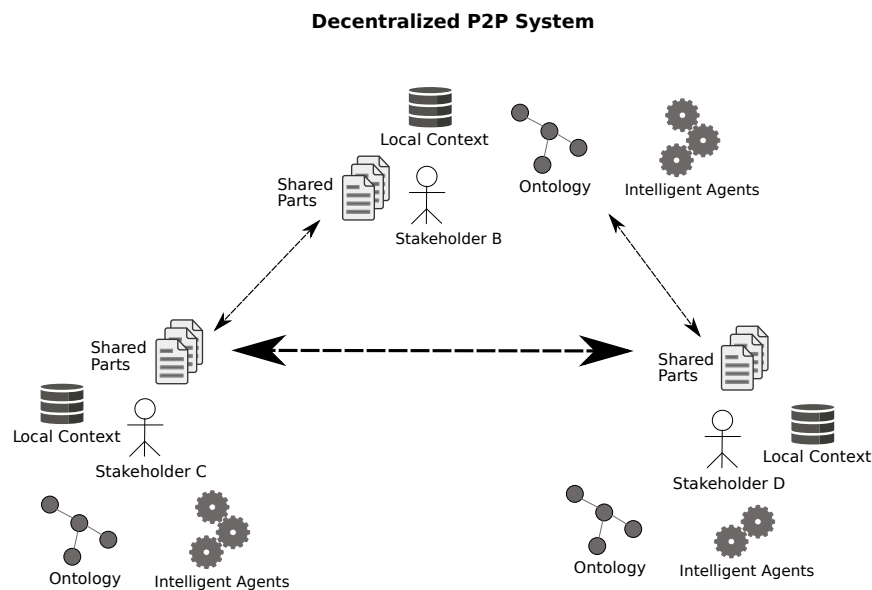 Decentralized P2P System
Local Context
Shared
Parts
Ontology
Intelligent Agents
Stakeholder B
Shared
Parts
Local Context
Stakeholder C
Ontology
Intelligent Agents
Shared
Parts
Local Context
Stakeholder D
Ontology
Intelligent Agents